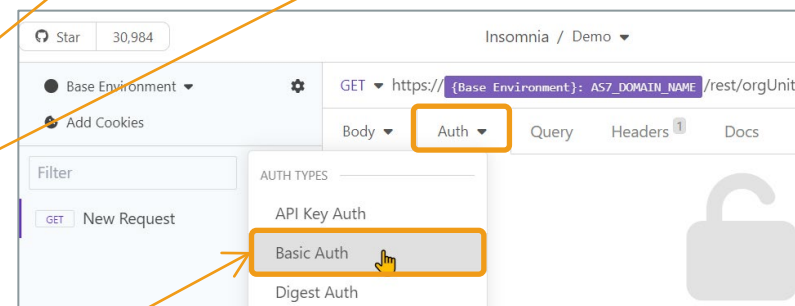 Star 30,984
Insomnia / Demo
Base Environment
GET https:// {Base Environment}: AS7_DOMAIN_NAME /rest/orgUnit
Add Cookies
Body Auth Query Headers 1 Docs
Filter
AUTH TYPES
GET New Request
API Key Auth
Basic Auth
Digest Auth